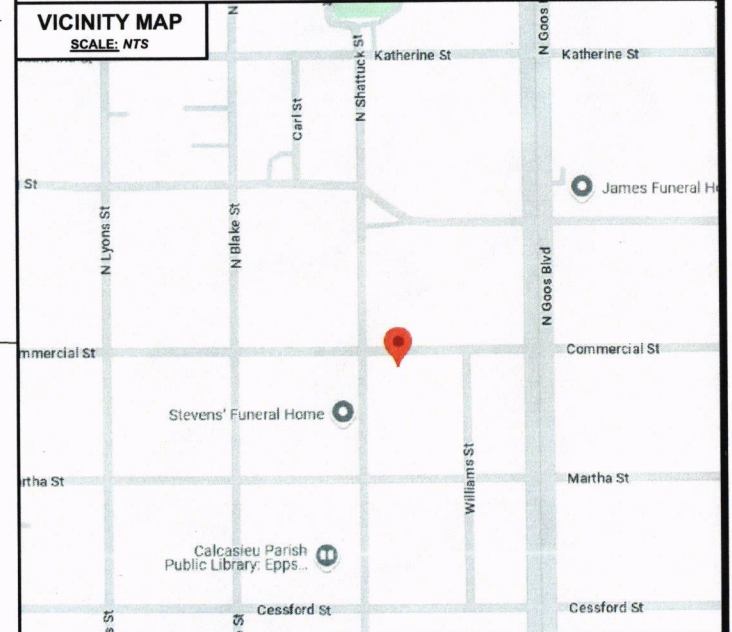 VICINITY MAP
SCALE: NTS
N
N Goos
Katherine St
Katherine St
N Shattuck St
Carl St
St
James Funeral H
N Lyons St
N Blake St
N Goos Blvd
mmercial St
Commercial St
Stevens' Funeral Home
rtha St
Martha St
Williams St
Calcasieu Parish
Public Library: Epps...
Cessford St
Cessford St
s St
St